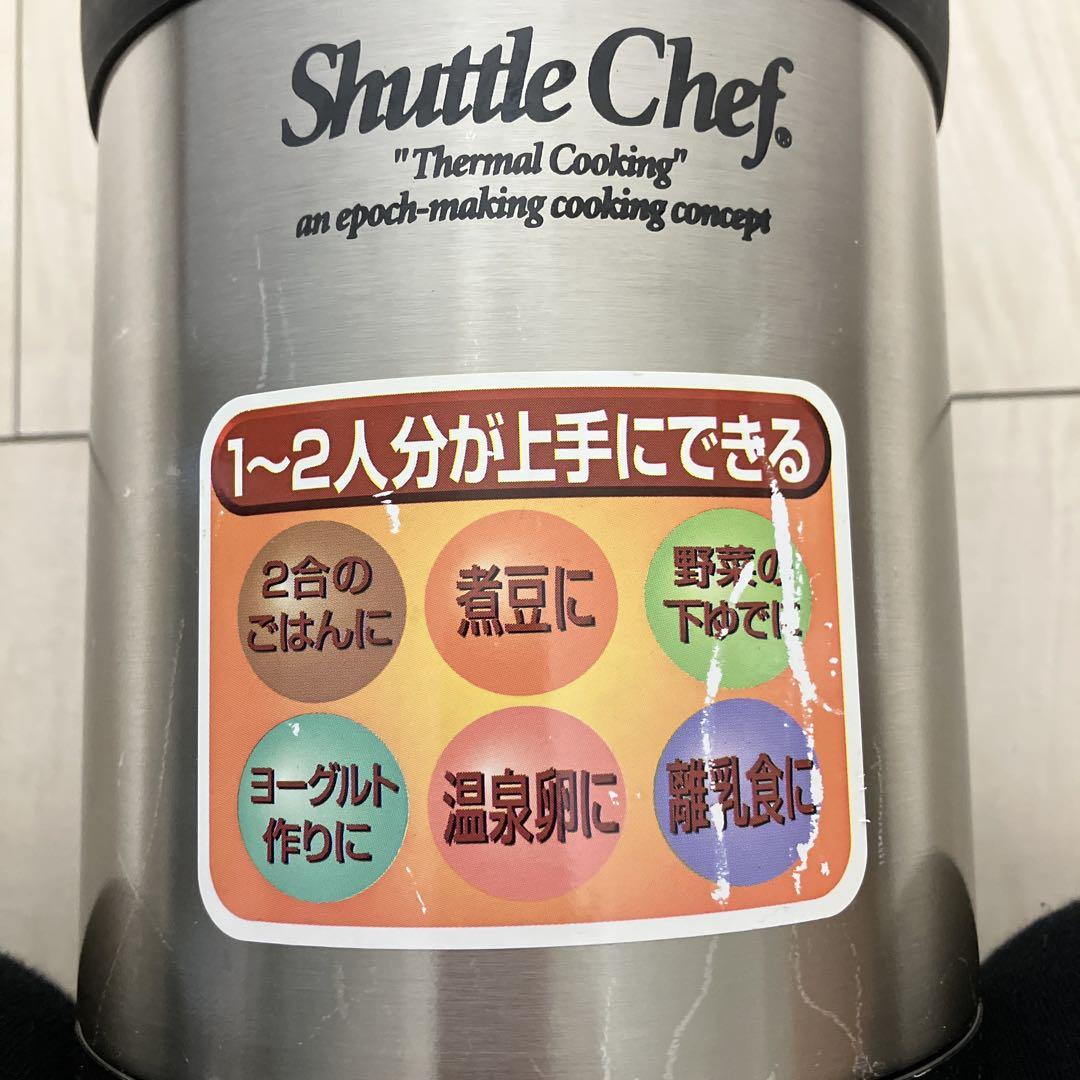 Shuttle Chef®
"Thermal Cooking"
an epoch-making cooking concept
1〜2人分が上手にできる
2合の
ごはんに
煮豆に
野菜の
下ゆでに
ヨーグルト
作りに
温泉卵に
離乳食に